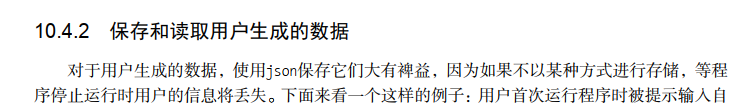 10.4.2 保存和读取用户生成的数据
对于用户生成的数据，使用json保存它们大有裨益，因为如果不以某种方式进行存储，等程
序停止运行时用户的信息将丢失。下面来看一个这样的例子：用户首次运行程序时被提示输入自